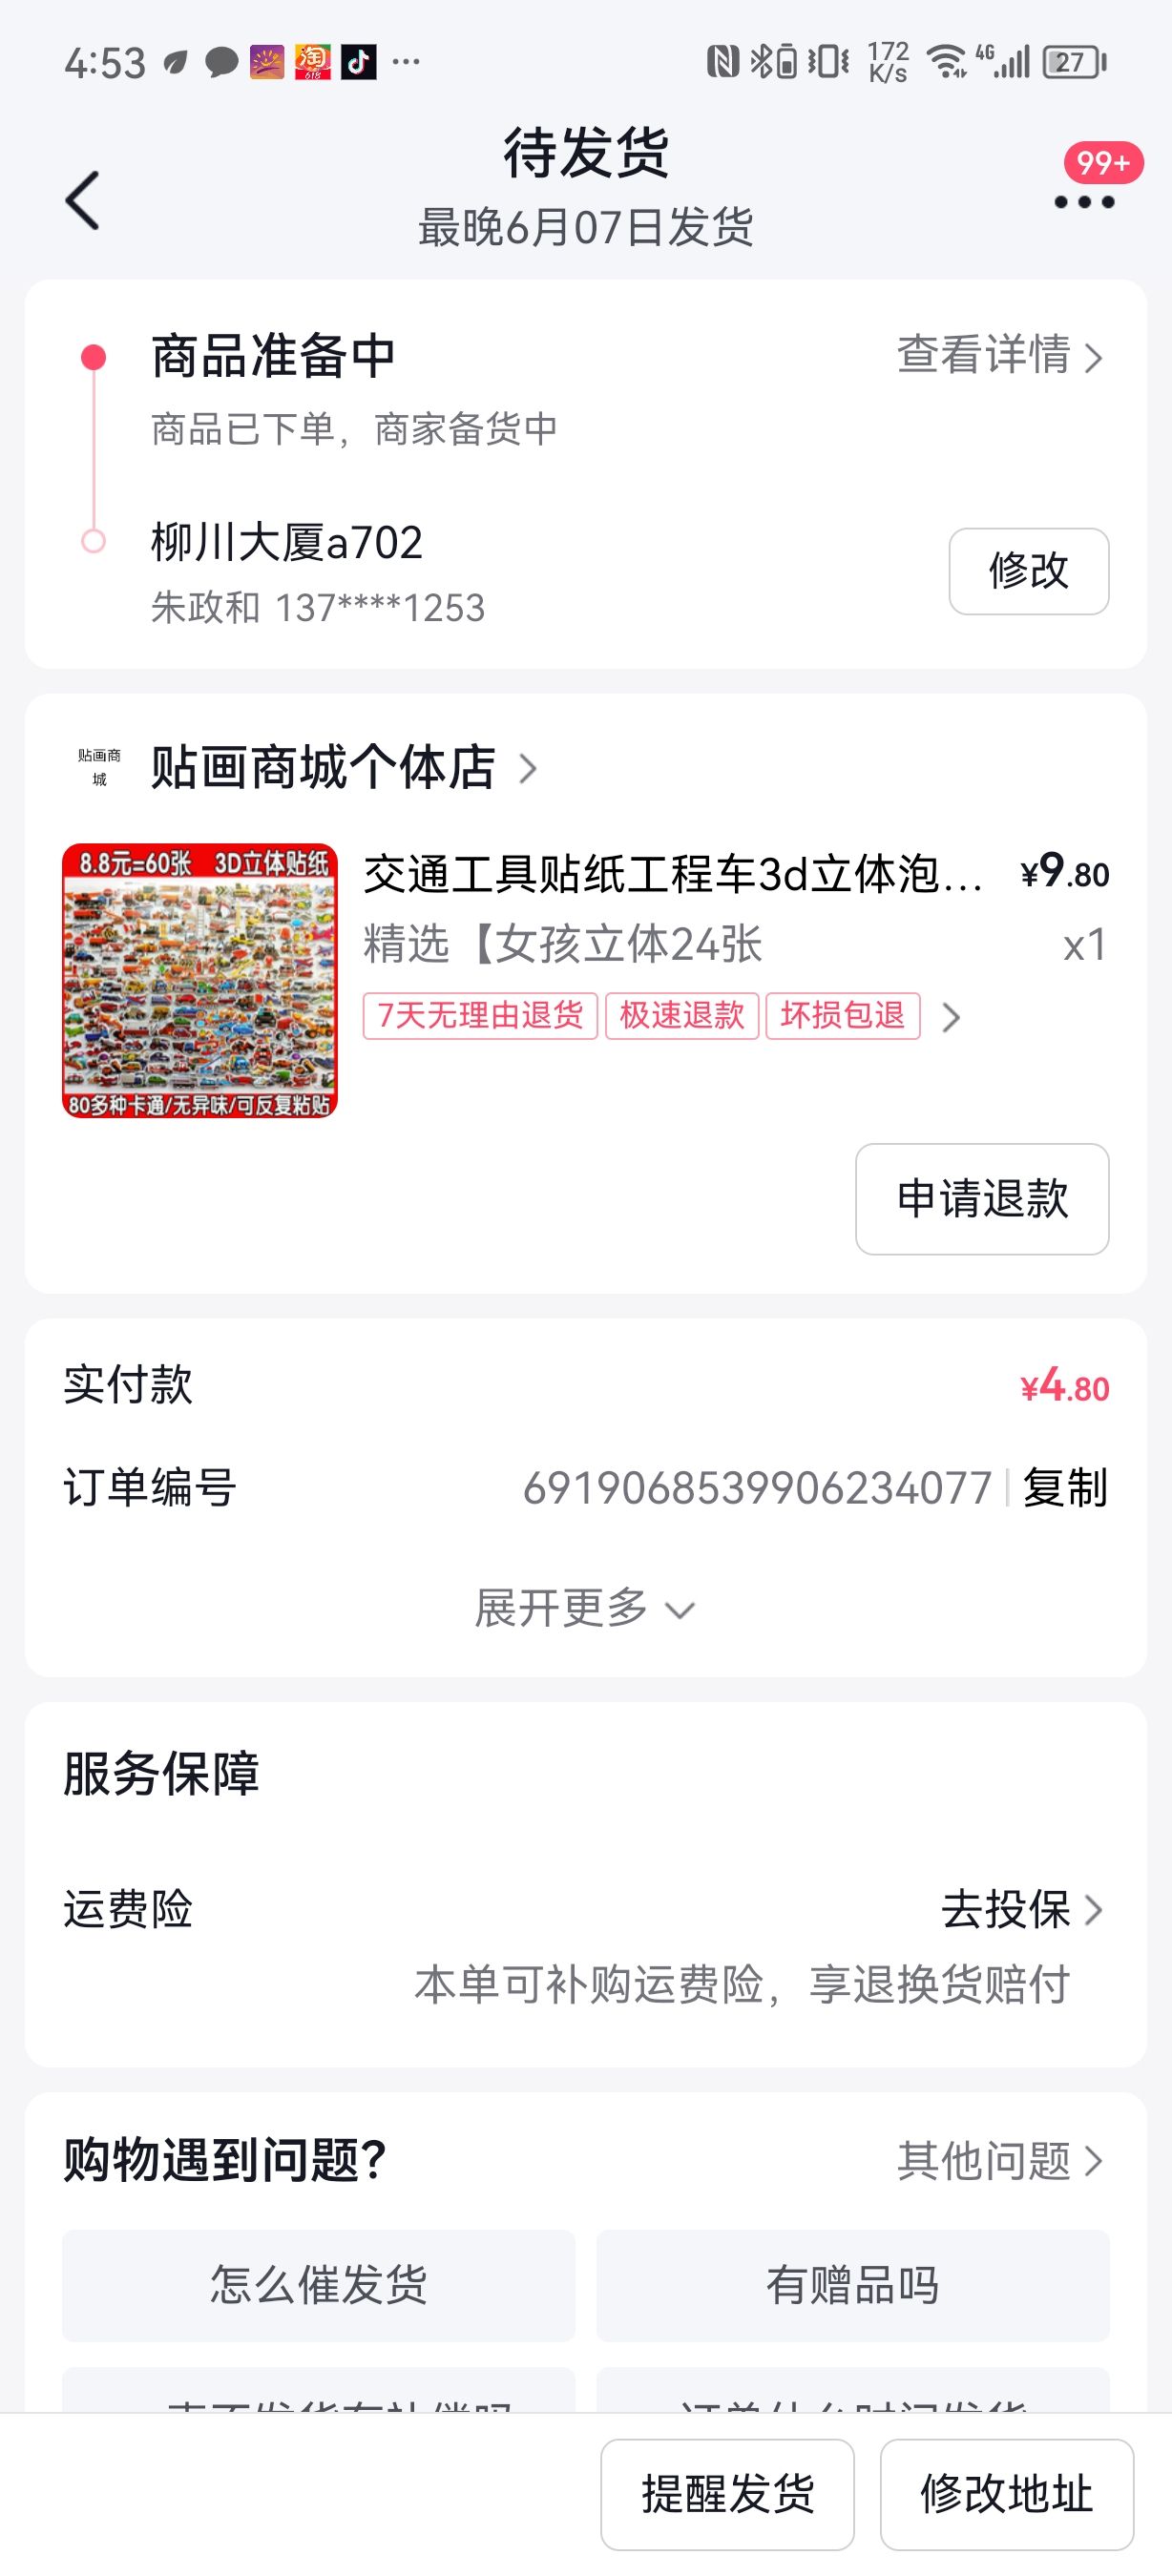 4:53
淘
618
172
K/s
4G
27
待发货
99+
最晚6月07日发货
商品准备中
查看详情
商品已下单，商家备货中
柳川大厦a702
修改
朱政和 137****1253
贴画商
城
贴画商城个体店
8.8元=60张 3D立体贴纸
80多种卡通/无异味/可反复粘贴
交通工具贴纸工程车3d立体泡...
¥9.80
精选【女孩立体24张
x1
7天无理由退货
极速退款
坏损包退
申请退款
实付款
¥4.80
订单编号
6919068539906234077
复制
展开更多
服务保障
运费险
去投保
本单可补购运费险，享退换货赔付
购物遇到问题?
其他问题
怎么催发货
有赠品吗
订单什么时间发货
提醒发货
修改地址